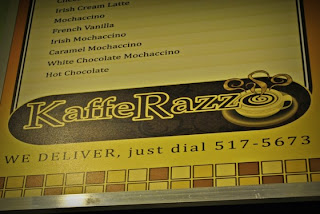 Irish Cream Latte
Mochaccino
French Vanilla
Irish Mochaccino
Caramel Mochaccino
White Chocolate Mochaccino
Hot Chocolate
KaffeRazzo
WE DELIVER, just dial 517-5673